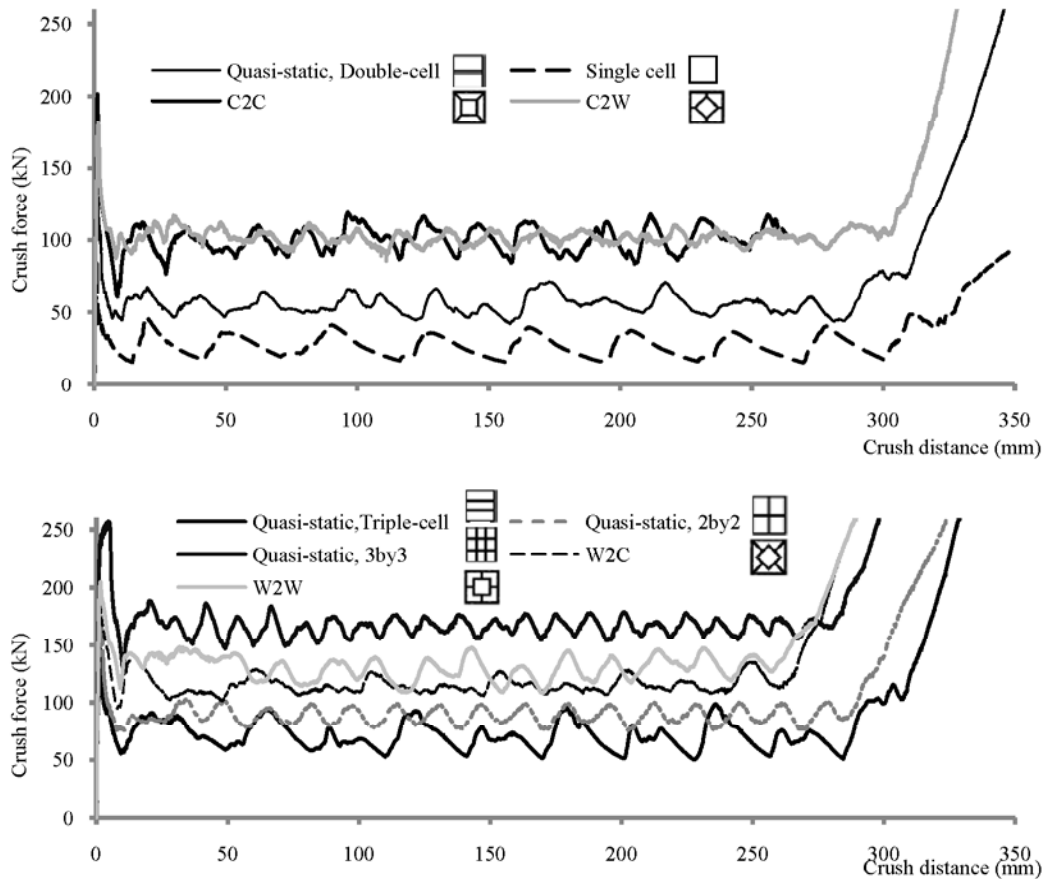 250
200
150
100
50
0
Crush force (kN)
Quasi-static, Double-cell
Single cell
C2C
C2W
0 50 100 150 200 250 300 350
Crush distance (mm)
250
200
150
100
50
0
Crush force (kN)
Quasi-static,Triple-cell
Quasi-static, 2by2
Quasi-static, 3by3
W2C
W2W
0 50 100 150 200 250 300 350
Crush distance (mm)